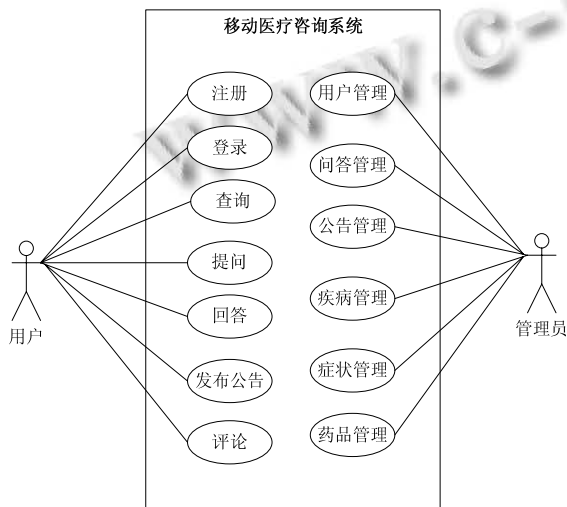 移动医疗咨询系统
注册
用户管理
登录
问答管理
查询
公告管理
提问
疾病管理
回答
用户
管理员
发布公告
症状管理
评论
药品管理